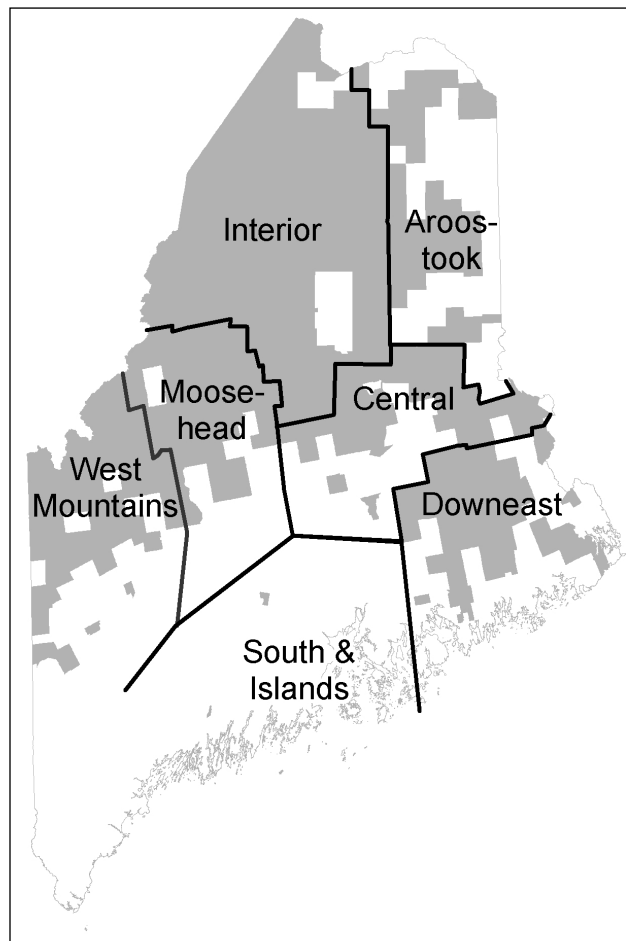 Interior
Aroos-
took
Moose-
head
Central
West
Mountains
Downeast
South &
Islands